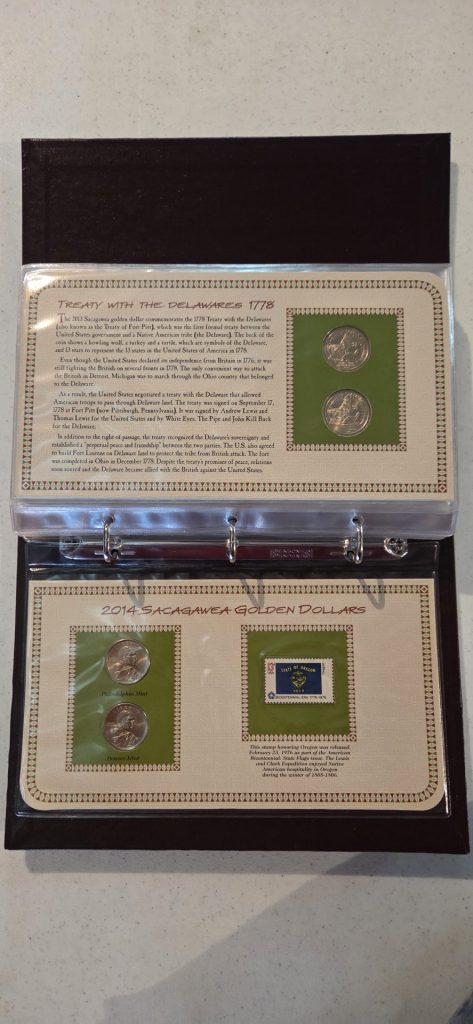 TREATY WITH THE DELAWARES 1778
The 2013 Sacagawea golden dollar commemorates the 1778 Treaty with the Delawares
(also known as the Treaty of Fort Pitt), which was the first formal treaty between the
United States government and a Native American tribe (the Delaware). The back of the
coin shows a howling wolf, a turkey and a turtle, which are symbols of the Delaware,
and 13 stars to represent the 13 states in the United States of America in 1778.
Even though the United States declared its independence from Britain in 1776, it was
still fighting the British on several fronts in 1778. The only convenient way to attack
the British in Detroit, Michigan was to march through the Ohio country that belonged
to the Delaware.
As a result, the United States negotiated a treaty with the Delaware that allowed
American troops to pass through Delaware land. The treaty was signed on September 17,
1778 at Fort Pitt (now Pittsburgh, Pennsylvania). It was signed by Andrew Lewis and
Thomas Lewis for the United States and by White Eyes, The Pipe and John Kill Buck
for the Delaware.
In addition to the right of passage, the treaty recognized the Delaware's sovereignty and
established a "perpetual peace and friendship" between the two parties. The U.S. also agreed
to build Fort Laurens on Delaware land to protect the tribe from British attack. The fort
was completed in Ohio in December 1778. Despite the treaty's promises of peace, relations
soon soured and the Delaware became allied with the British against the United States.
2014 SACAGAWEA GOLDEN DOLLARS
Philadelphia Mint
Denver Mint
STATE OF OREGON
1859
BICENTENNIAL ERA 1776-1976
This stamp honoring Oregon was released
February 23, 1976 as part of the American
Bicentennial State Flags issue. The Lewis
and Clark Expedition enjoyed Native
American hospitality in Oregon
during the winter of 1805-1806.